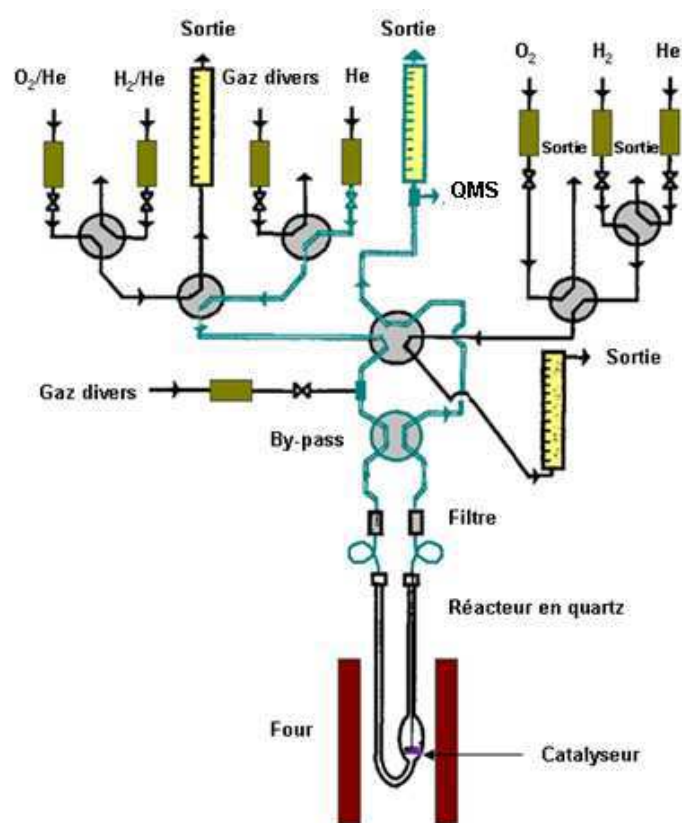 Sortie
O2/He
H2/He
Gaz divers
He
Sortie
QMS
O2
H2
He
Sortie
Sortie
Sortie
Gaz divers
By-pass
Filtre
Réacteur en quartz
Four
Catalyseur